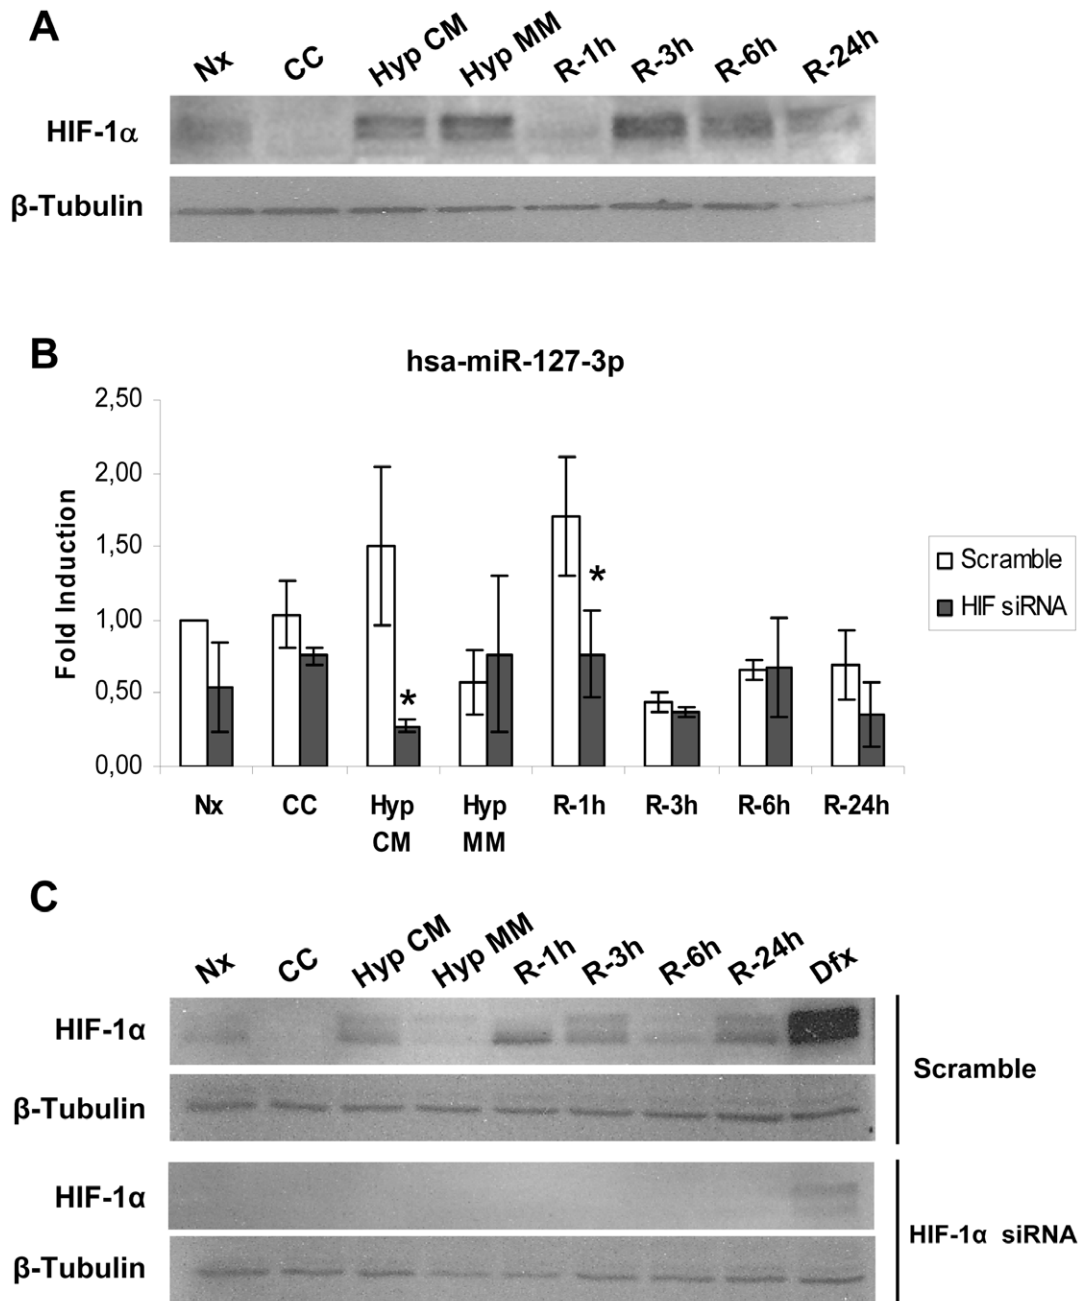 A
Nx CC Hyp CM Hyp MM R-1h R-3h R-6h R-24h
HIF-1α
β-Tubulin
B
hsa-miR-127-3p
2,50
2,00
1,50
1,00
0,50
0,00
Fold Induction
*
*
Scramble
HIF siRNA
Nx CC Hyp CM Hyp MM R-1h R-3h R-6h R-24h
C
Nx CC Hyp CM Hyp MM R-1h R-3h R-6h R-24h Dfx
HIF-1α
β-Tubulin
Scramble
HIF-1α
β-Tubulin
HIF-1α siRNA